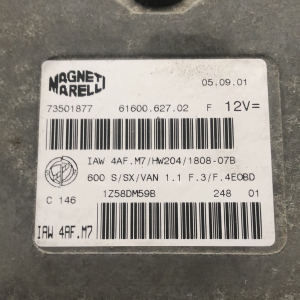 MAGNETI
MARELLI
05.09.01
73501877 61600.627.02 F 12V=
IAW 4AF.M7/HW204/1808-07B
600 S/SX/VAN 1.1 F.3/F.4EOBD
C 146 1Z58DM59B 248 01
IAW 4AF.M7